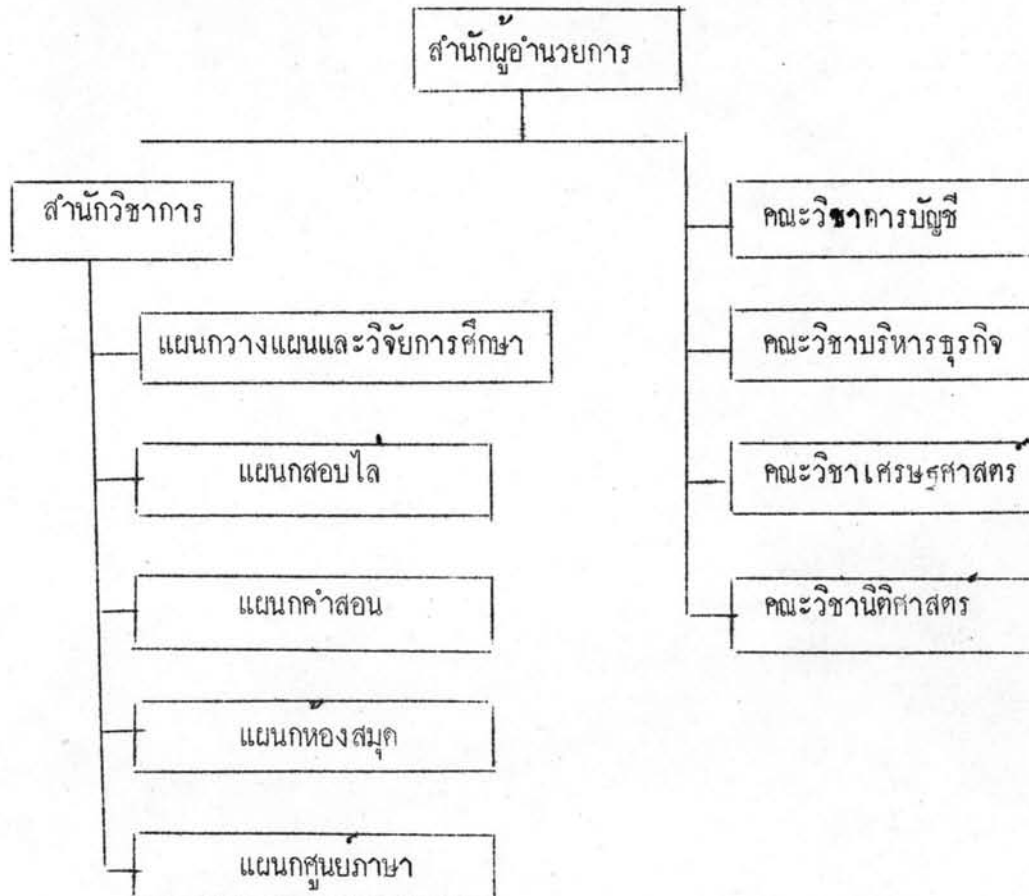 สำนักผู้อำนวยการ
สำนักวิชาการ
แผนกวางแผนและวิจัยการศึกษา
แผนกสอบไล่
แผนกคำสอน
แผนกห้องสมุด
แผนกศูนย์ภาษา
คณะวิชาการบัญชี
คณะวิชาบริหารธุรกิจ
คณะวิชาเศรษฐศาสตร์
คณะวิชานิติศาสตร์